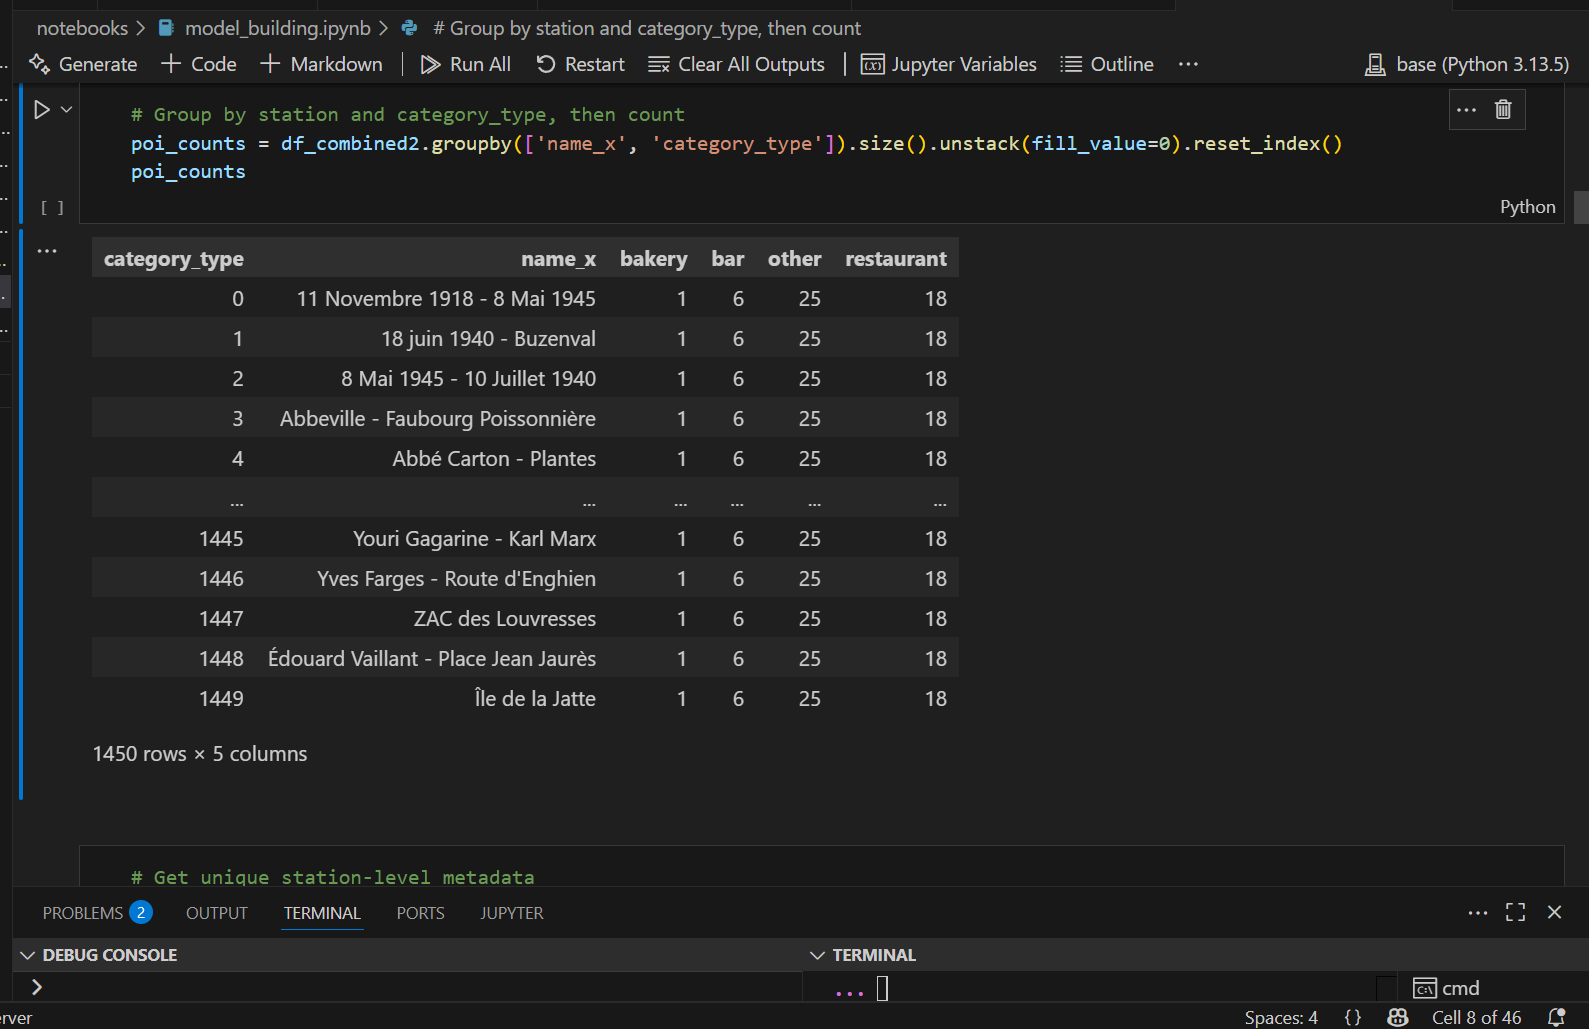 notebooks > model_building.ipynb > # Group by station and category_type, then count
Generate + Code + Markdown | Run All Restart Clear All Outputs | Jupyter Variables Outline ... base (Python 3.13.5)
# Group by station and category_type, then count
poi_counts = df_combined2.groupby(['name_x', 'category_type']).size().unstack(fill_value=0).reset_index()
poi_counts
[ ]
Python
category_type name_x bakery bar other restaurant
0 11 Novembre 1918 - 8 Mai 1945 1 6 25 18
1 18 juin 1940 - Buzenval 1 6 25 18
2 8 Mai 1945 - 10 Juillet 1940 1 6 25 18
3 Abbeville - Faubourg Poissonnière 1 6 25 18
4 Abbé Carton - Plantes 1 6 25 18
... ... ... ... ... ...
1445 Youri Gagarine - Karl Marx 1 6 25 18
1446 Yves Farges - Route d'Enghien 1 6 25 18
1447 ZAC des Louvresses 1 6 25 18
1448 Édouard Vaillant - Place Jean Jaurès 1 6 25 18
1449 Île de la Jatte 1 6 25 18
1450 rows × 5 columns
# Get unique station-level metadata
PROBLEMS 2 OUTPUT TERMINAL PORTS JUPYTER
DEBUG CONSOLE
TERMINAL
>
...
cmd
erver
Spaces: 4 {} Cell 8 of 46